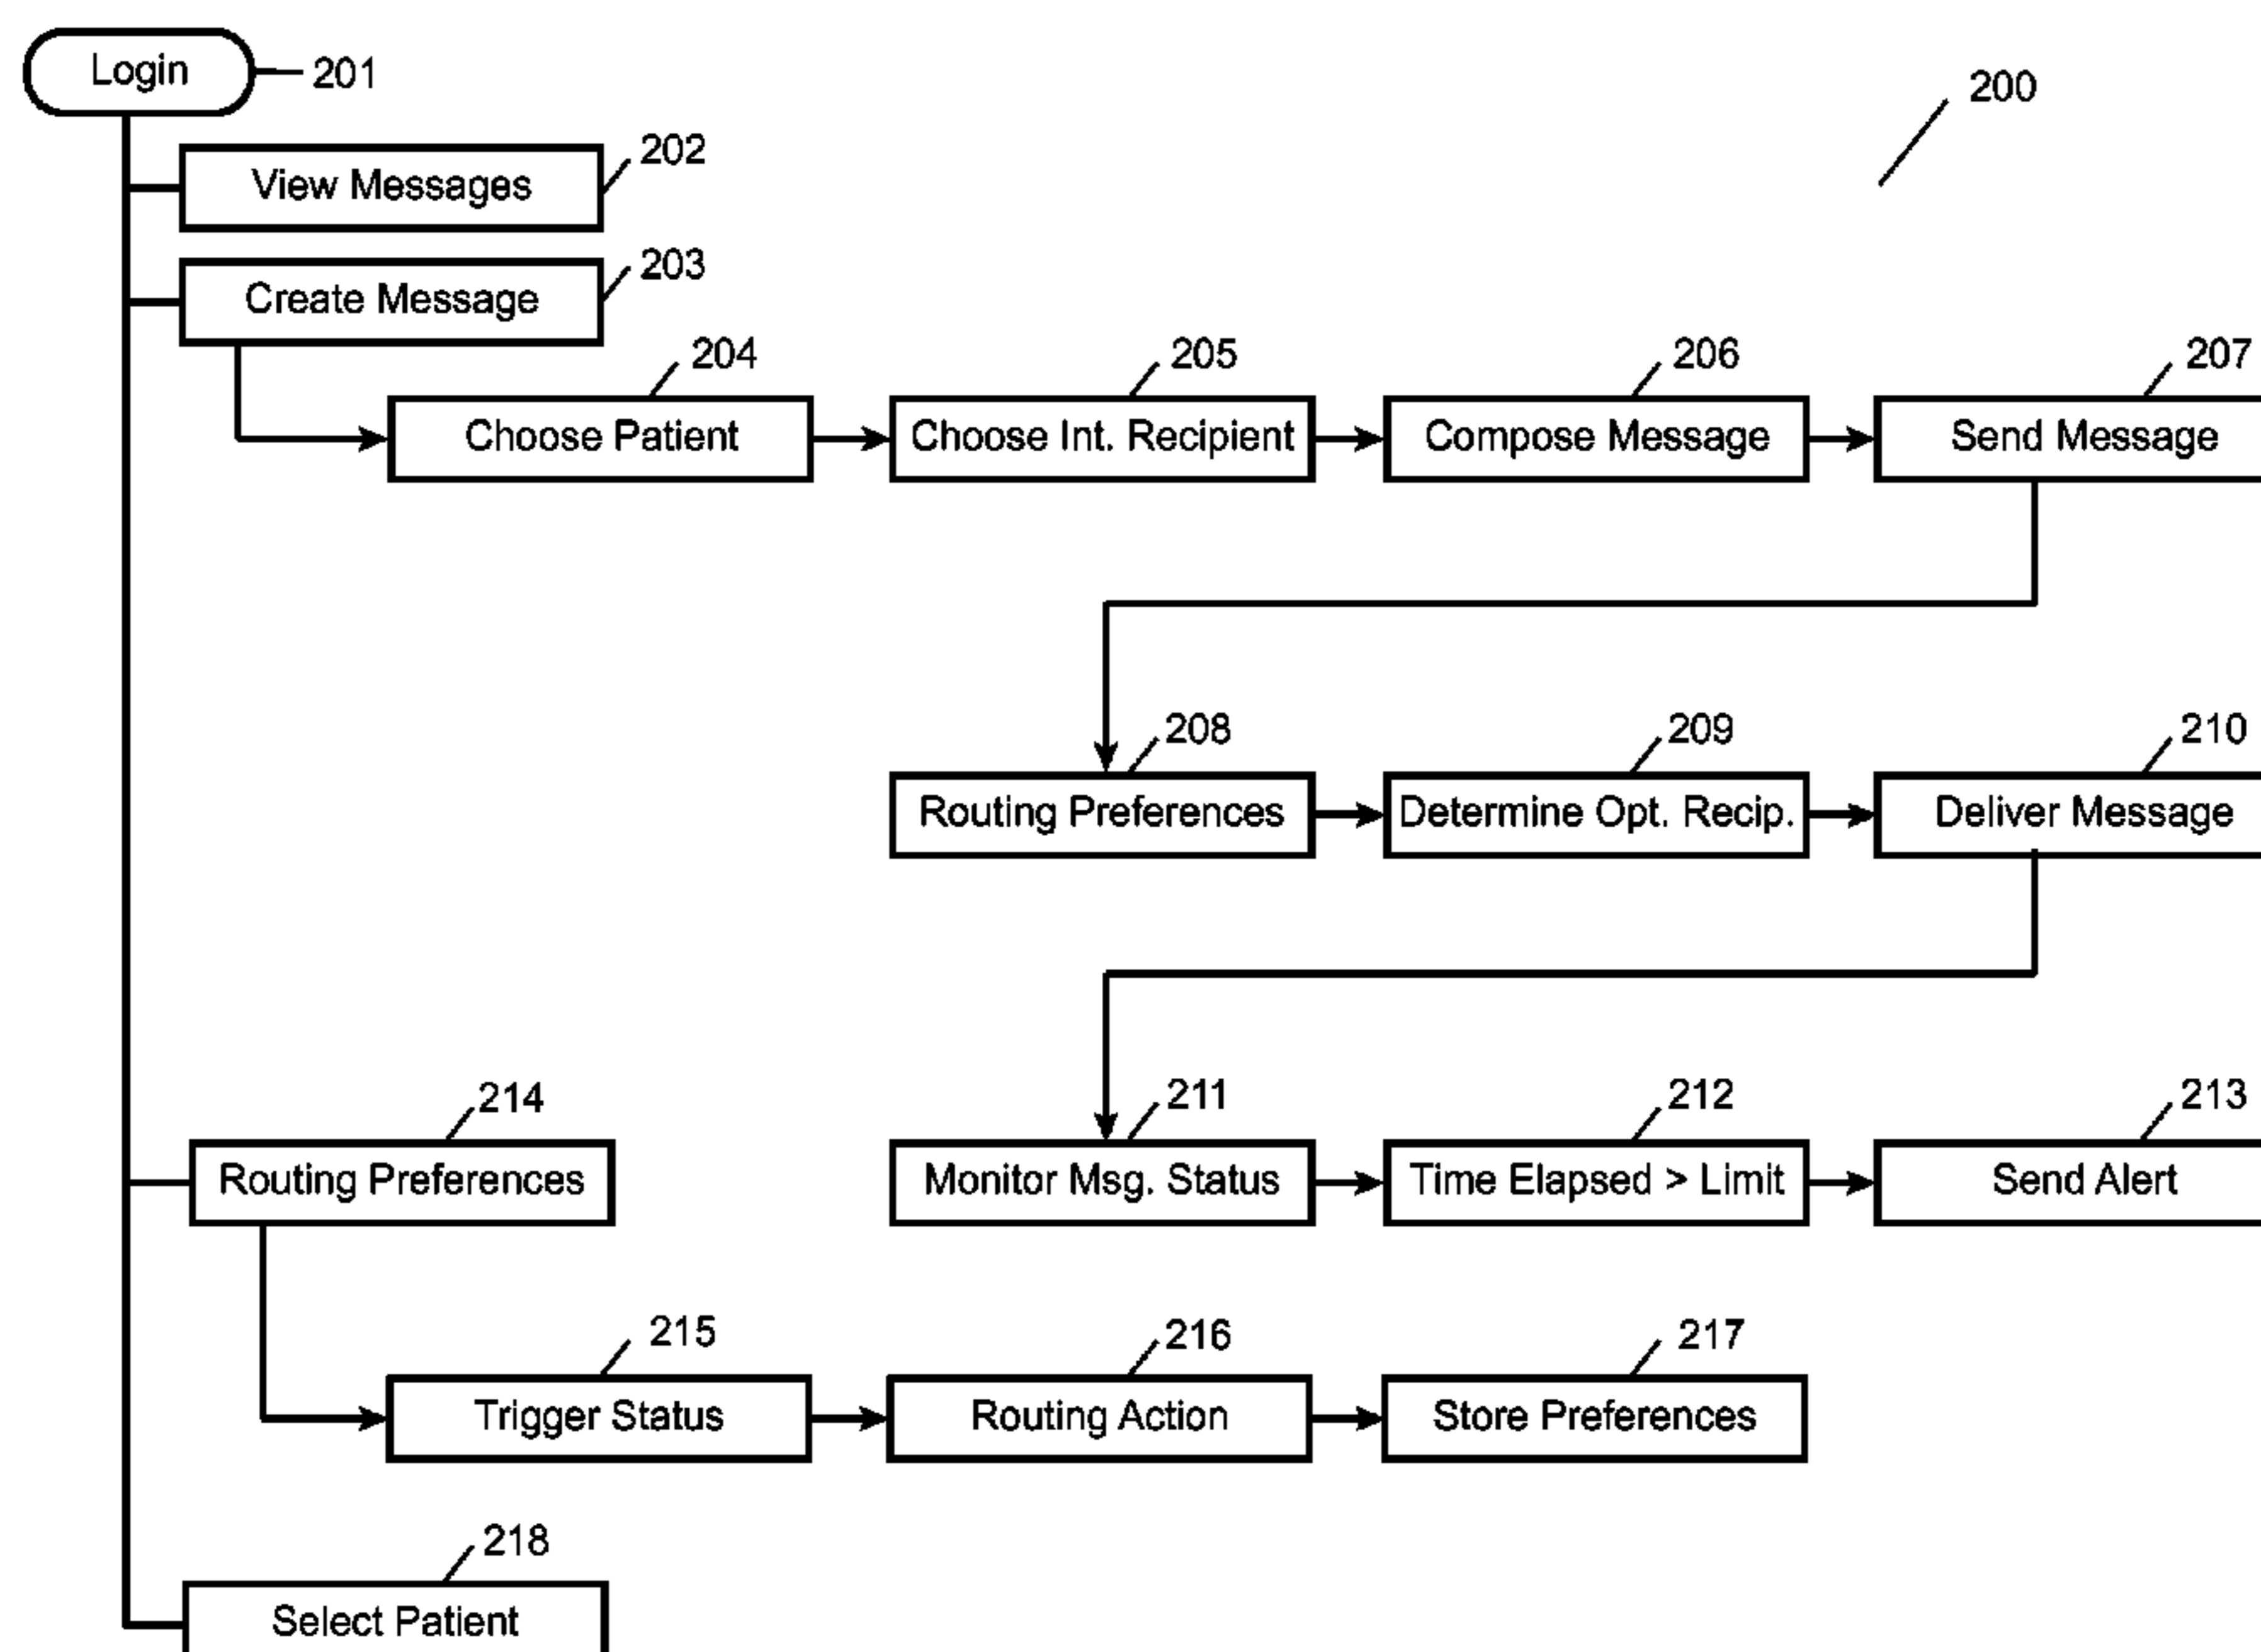 Login
201
200
202
View Messages
203
Create Message
204
205
206
207
Choose Patient
Choose Int. Recipient
Compose Message
Send Message
208
209
210
Routing Preferences
Determine Opt. Recip.
Deliver Message
214
211
212
213
Routing Preferences
Monitor Msg. Status
Time Elapsed > Limit
Send Alert
215
216
217
Trigger Status
Routing Action
Store Preferences
218
Select Patient